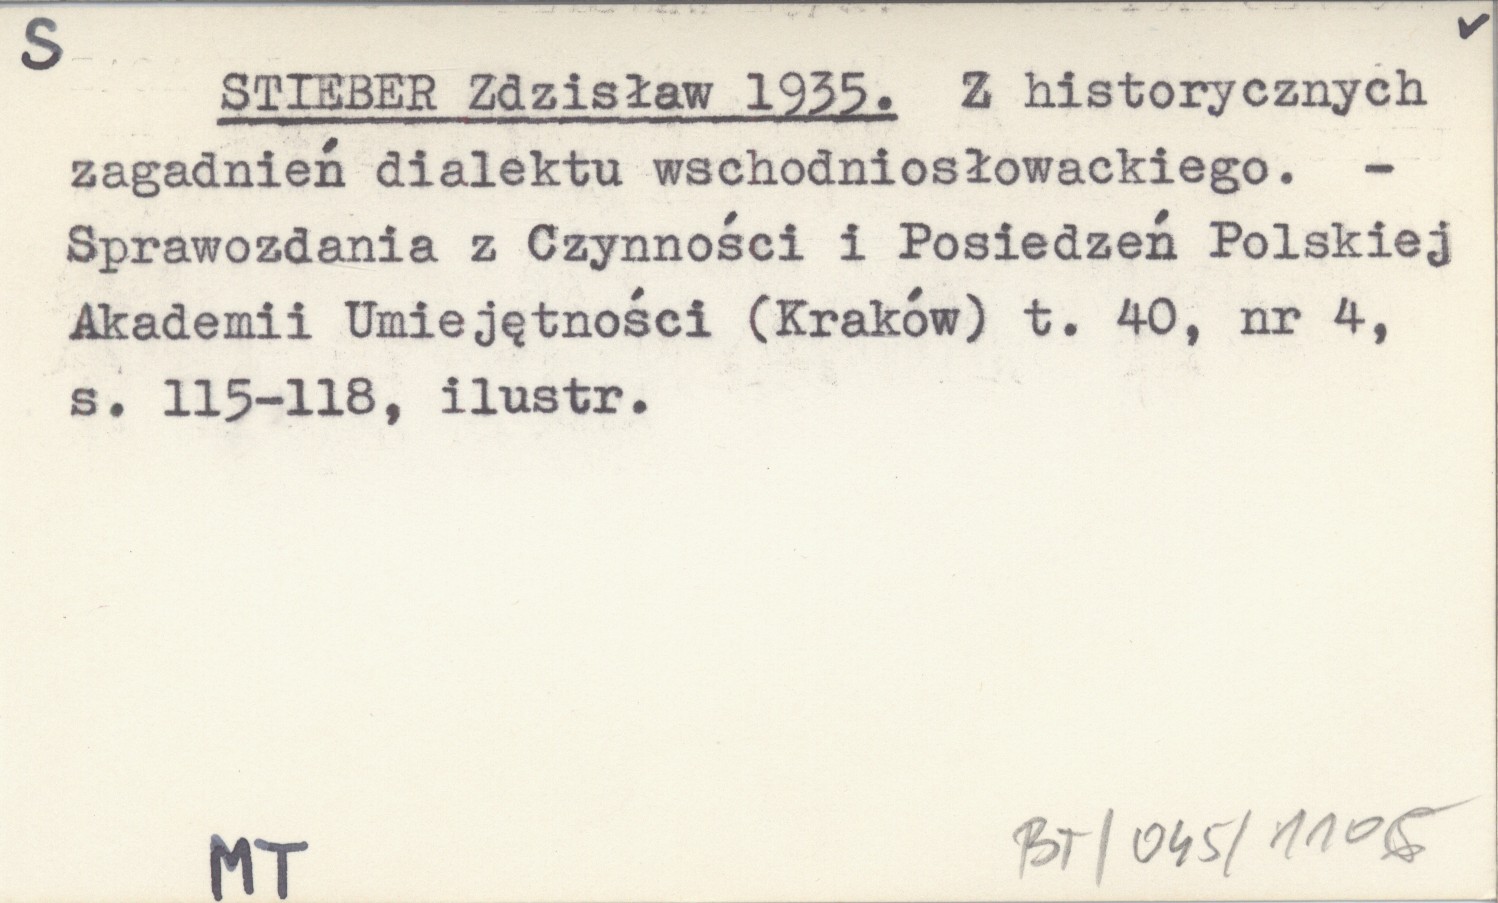 S ✓
STIEBER Zdzisław 1935. Z historycznych
zagadnień dialektu wschodniosłowackiego. -
Sprawozdania z Czynności i Posiedzeń Polskiej
Akademii Umiejętności (Kraków) t. 40, nr 4,
s. 115-118, ilustr.
MT BT/045/